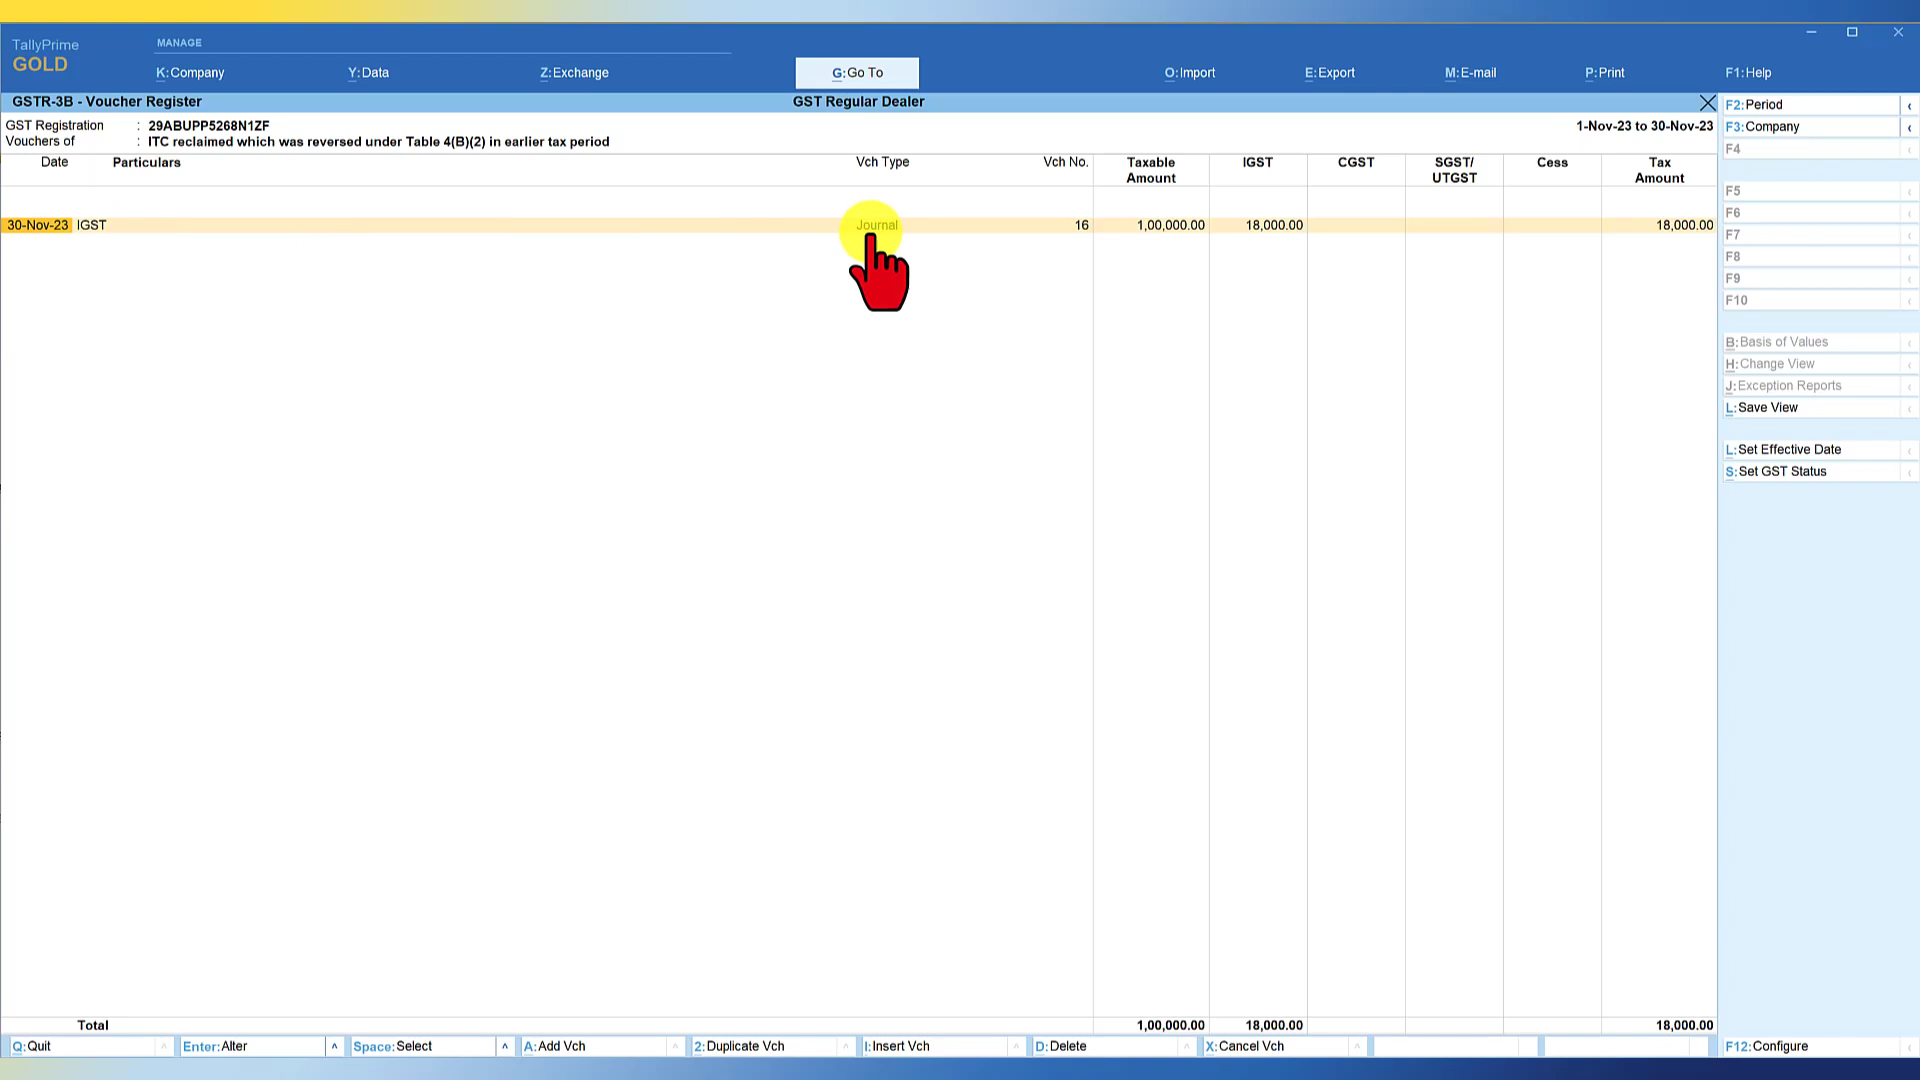 TallyPrime
GOLD
MANAGE
K:Company
Y:Data
Z:Exchange
G:Go To
O:Import
E:Export
M:E-mail
P:Print
F1:Help
GSTR-3B - Voucher Register
GST Regular Dealer
GST Registration : 29ABUPP5268N1ZF
1-Nov-23 to 30-Nov-23
Vouchers of : ITC reclaimed which was reversed under Table 4(B)(2) in earlier tax period
Date Particulars Vch Type Vch No. Taxable Amount IGST CGST SGST/ UTGST Cess Tax Amount
30-Nov-23 IGST Journal 16 1,00,000.00 18,000.00 18,000.00
Total 1,00,000.00 18,000.00 18,000.00
F2:Period
F3:Company
F4
F5
F6
F7
F8
F9
F10
B:Basis of Values
H:Change View
J:Exception Reports
L:Save View
L:Set Effective Date
S:Set GST Status
Q:Quit
Enter:Alter
Space:Select
A:Add Vch
2:Duplicate Vch
I:Insert Vch
D:Delete
X:Cancel Vch
F12:Configure